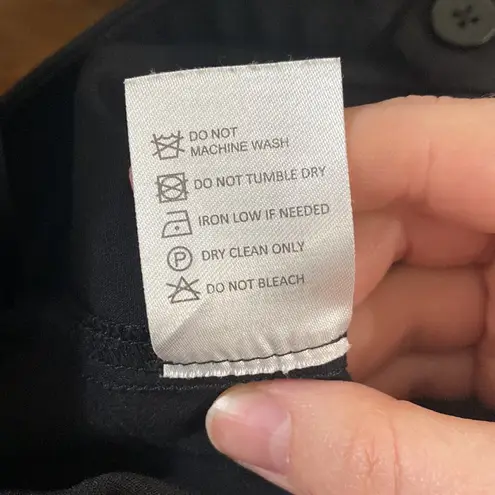 DO NOT
MACHINE WASH
DO NOT TUMBLE DRY
IRON LOW IF NEEDED
P DRY CLEAN ONLY
DO NOT BLEACH